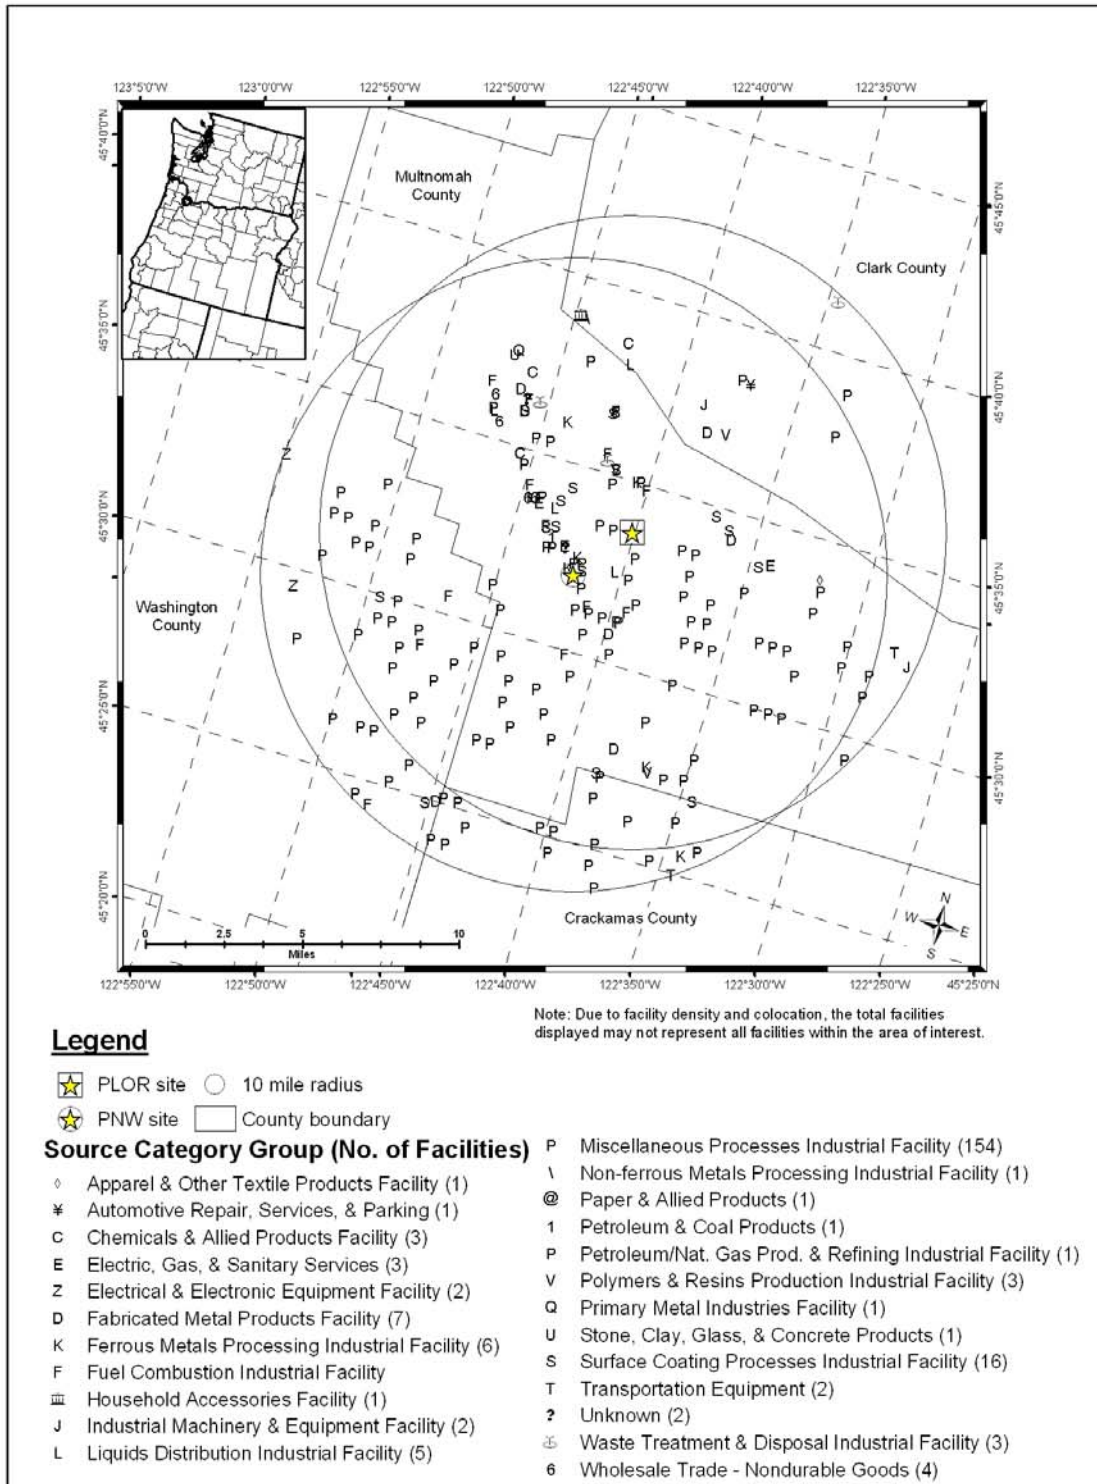 123°5'0"W 123°0'0"W 122°55'0"W 122°50'0"W 122°45'0"W 122°40'0"W 122°35'0"W
45°40'0"N
45°35'0"N
45°30'0"N
45°25'0"N
45°20'0"N
45°45'0"N
45°40'0"N
45°35'0"N
45°30'0"N
Multnomah
County
Clark County
Washington
County
Crackamas County
N
W
E
S
0 2.5 5 10
Miles
122°55'0"W 122°50'0"W 122°45'0"W 122°40'0"W 122°35'0"W 122°30'0"W 122°25'0"W 45°25'0"N
Note: Due to facility density and colocation, the total facilities
displayed may not represent all facilities within the area of interest.
Legend
PLOR site
10 mile radius
PNW site
County boundary
Source Category Group (No. of Facilities)
◊ Apparel & Other Textile Products Facility (1)
¥ Automotive Repair, Services, & Parking (1)
C Chemicals & Allied Products Facility (3)
E Electric, Gas, & Sanitary Services (3)
Z Electrical & Electronic Equipment Facility (2)
D Fabricated Metal Products Facility (7)
K Ferrous Metals Processing Industrial Facility (6)
F Fuel Combustion Industrial Facility
Household Accessories Facility (1)
J Industrial Machinery & Equipment Facility (2)
L Liquids Distribution Industrial Facility (5)
P Miscellaneous Processes Industrial Facility (154)
\ Non-ferrous Metals Processing Industrial Facility (1)
@ Paper & Allied Products (1)
1 Petroleum & Coal Products (1)
P Petroleum/Nat. Gas Prod. & Refining Industrial Facility (1)
V Polymers & Resins Production Industrial Facility (3)
Q Primary Metal Industries Facility (1)
U Stone, Clay, Glass, & Concrete Products (1)
S Surface Coating Processes Industrial Facility (16)
T Transportation Equipment (2)
? Unknown (2)
Waste Treatment & Disposal Industrial Facility (3)
6 Wholesale Trade - Nondurable Goods (4)